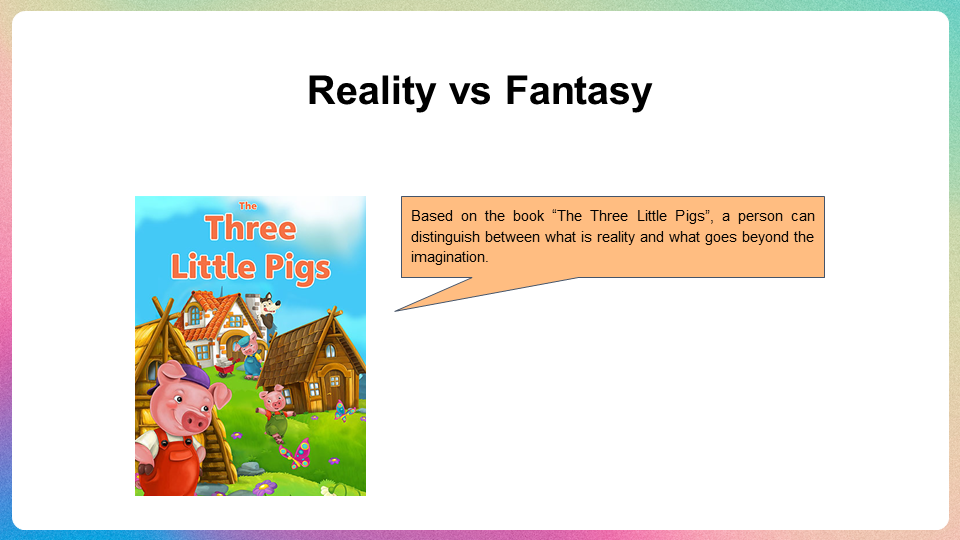 Reality vs Fantasy
The
Three
Little Pigs
Based on the book “The Three Little Pigs”, a person can
distinguish between what is reality and what goes beyond the
imagination.